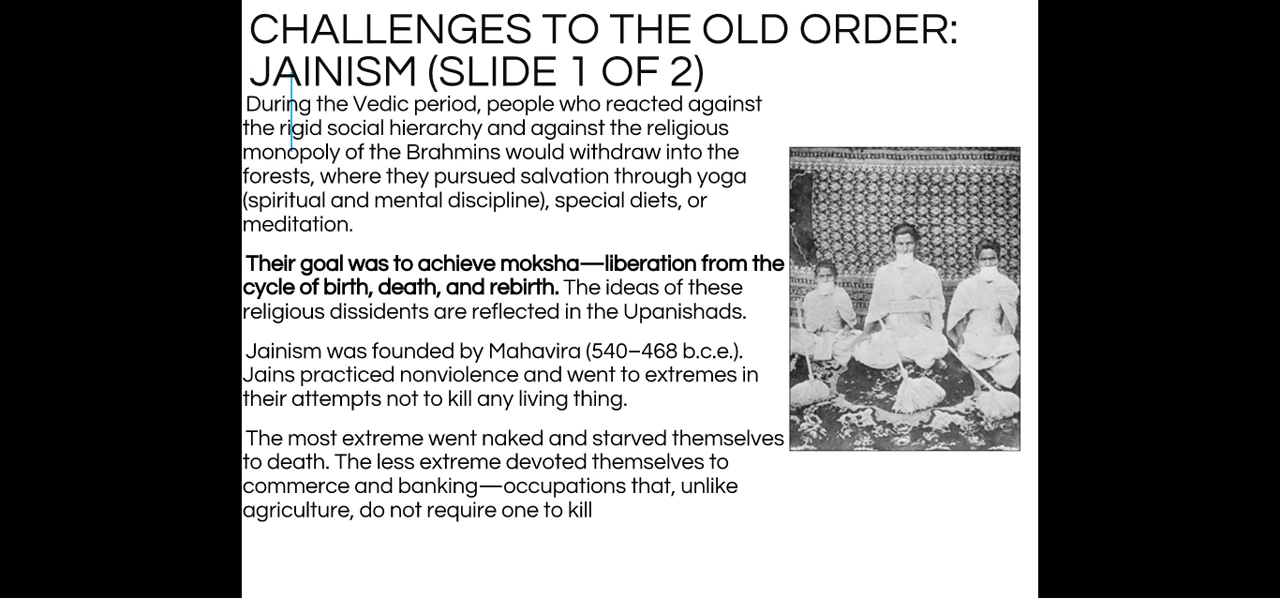 CHALLENGES TO THE OLD ORDER:
JAINISM (SLIDE 1 OF 2)
During the Vedic period, people who reacted against
the rigid social hierarchy and against the religious
monopoly of the Brahmins would withdraw into the
forests, where they pursued salvation through yoga
(spiritual and mental discipline), special diets, or
meditation.
Their goal was to achieve moksha—liberation from the
cycle of birth, death, and rebirth. The ideas of these
religious dissidents are reflected in the Upanishads.
Jainism was founded by Mahavira (540–468 b.c.e.).
Jains practiced nonviolence and went to extremes in
their attempts not to kill any living thing.
The most extreme went naked and starved themselves
to death. The less extreme devoted themselves to
commerce and banking—occupations that, unlike
agriculture, do not require one to kill